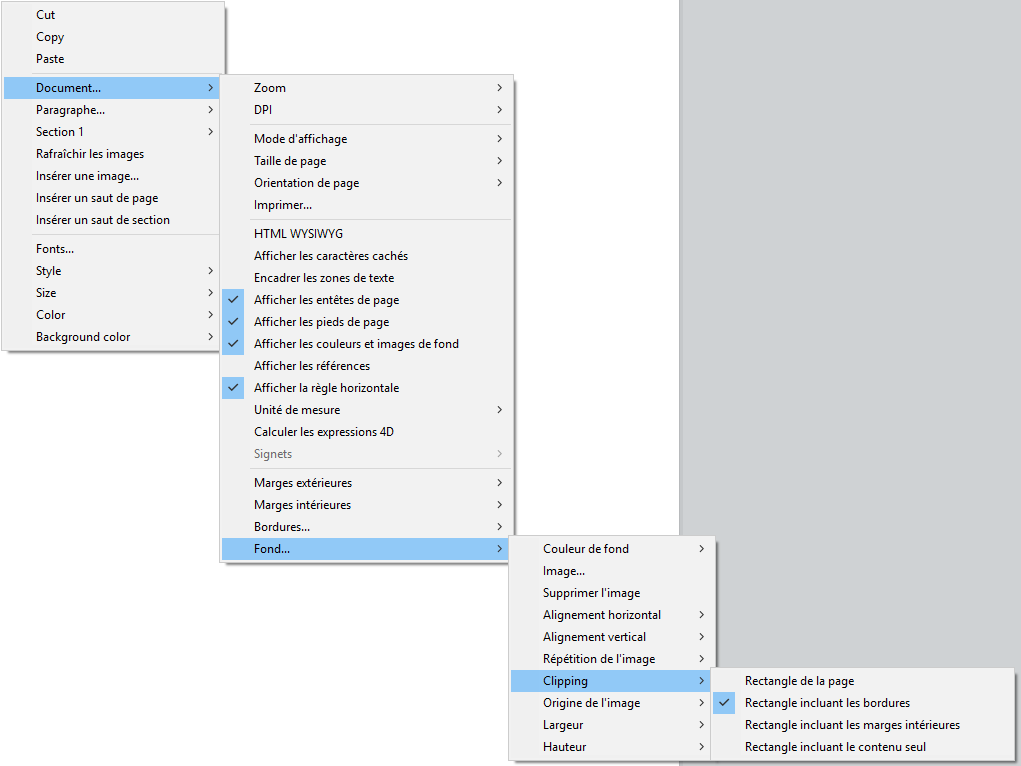 Cut
Copy
Paste
Document...
Paragraphe...
Section 1
Rafraîchir les images
Insérer une image...
Insérer un saut de page
Insérer un saut de section
Fonts...
Style
Size
Color
Background color
Zoom
DPI
Mode d'affichage
Taille de page
Orientation de page
Imprimer...
HTML WYSIWYG
Afficher les caractères cachés
Encadrer les zones de texte
Afficher les entêtes de page
Afficher les pieds de page
Afficher les couleurs et images de fond
Afficher les références
Afficher la règle horizontale
Unité de mesure
Calculer les expressions 4D
Signets
Marges extérieures
Marges intérieures
Bordures...
Fond...
Couleur de fond
Image...
Supprimer l'image
Alignement horizontal
Alignement vertical
Répétition de l'image
Clipping
Origine de l'image
Largeur
Hauteur
Rectangle de la page
Rectangle incluant les bordures
Rectangle incluant les marges intérieures
Rectangle incluant le contenu seul